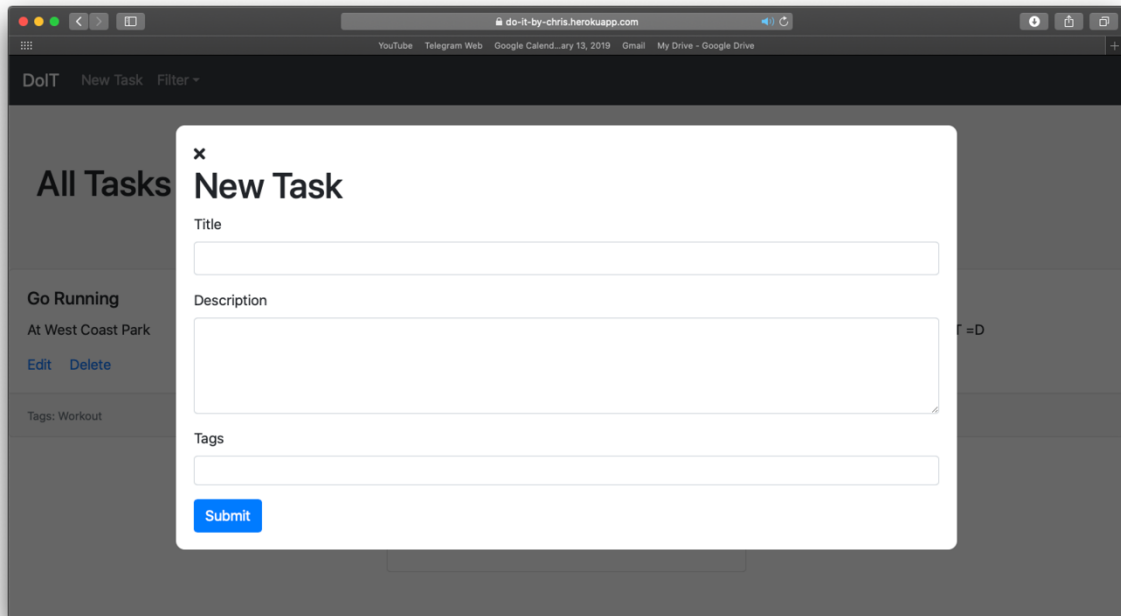 do-it-by-chris.herokuapp.com
YouTube Telegram Web Google Calend...ary 13, 2019 Gmail My Drive - Google Drive
DoIT New Task Filter
All Tasks
New Task
Title
Description
Tags
Submit
Go Running
At West Coast Park
Edit Delete
Tags: Workout
T =D